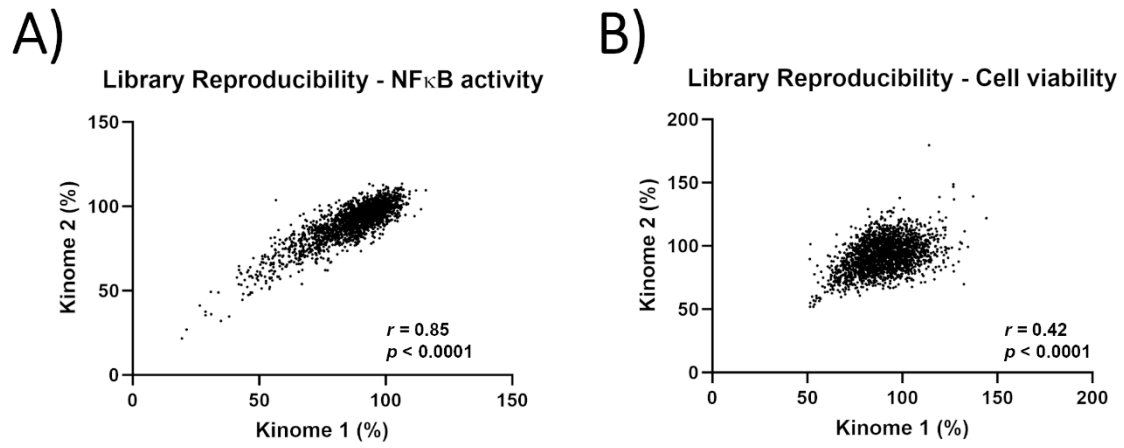 A)
Library Reproducibility - NFκB activity
150
100
50
0
Kinome 2 (%)
r = 0.85
p < 0.0001
0 50 100 150
Kinome 1 (%)
B)
Library Reproducibility - Cell viability
200
150
100
50
0
Kinome 2 (%)
r = 0.42
p < 0.0001
0 50 100 150 200
Kinome 1 (%)